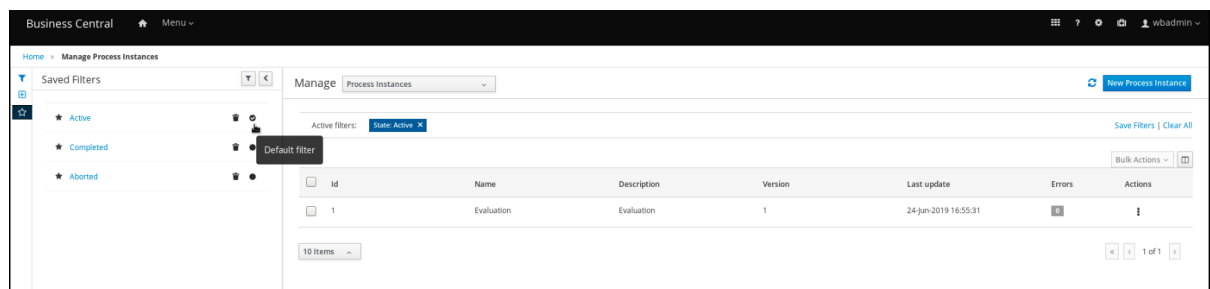 Business Central Menu ? wbadmin
Home » Manage Process Instances
Saved Filters
Manage Process Instances New Process Instance
Active
Active filters: State: Active × Save Filters | Clear All
Completed
Default filter
Bulk Actions
Aborted
Id Name Description Version Last update Errors Actions
1 Evaluation Evaluation 1 24-Jun-2019 16:55:31 0
10 Items « < 1 of 1 >